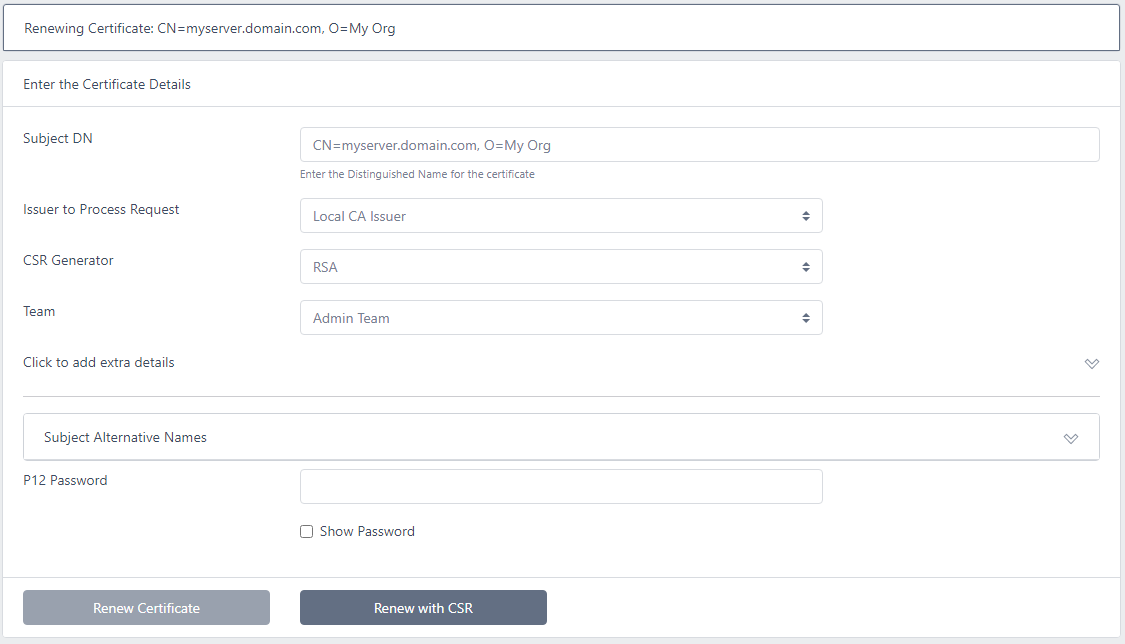 Renewing Certificate: CN=myserver.domain.com, O=My Org
Enter the Certificate Details
Subject DN
CN=myserver.domain.com, O=My Org
Enter the Distinguished Name for the certificate
Issuer to Process Request
Local CA Issuer
CSR Generator
RSA
Team
Admin Team
Click to add extra details
Subject Alternative Names
P12 Password
Show Password
Renew Certificate
Renew with CSR